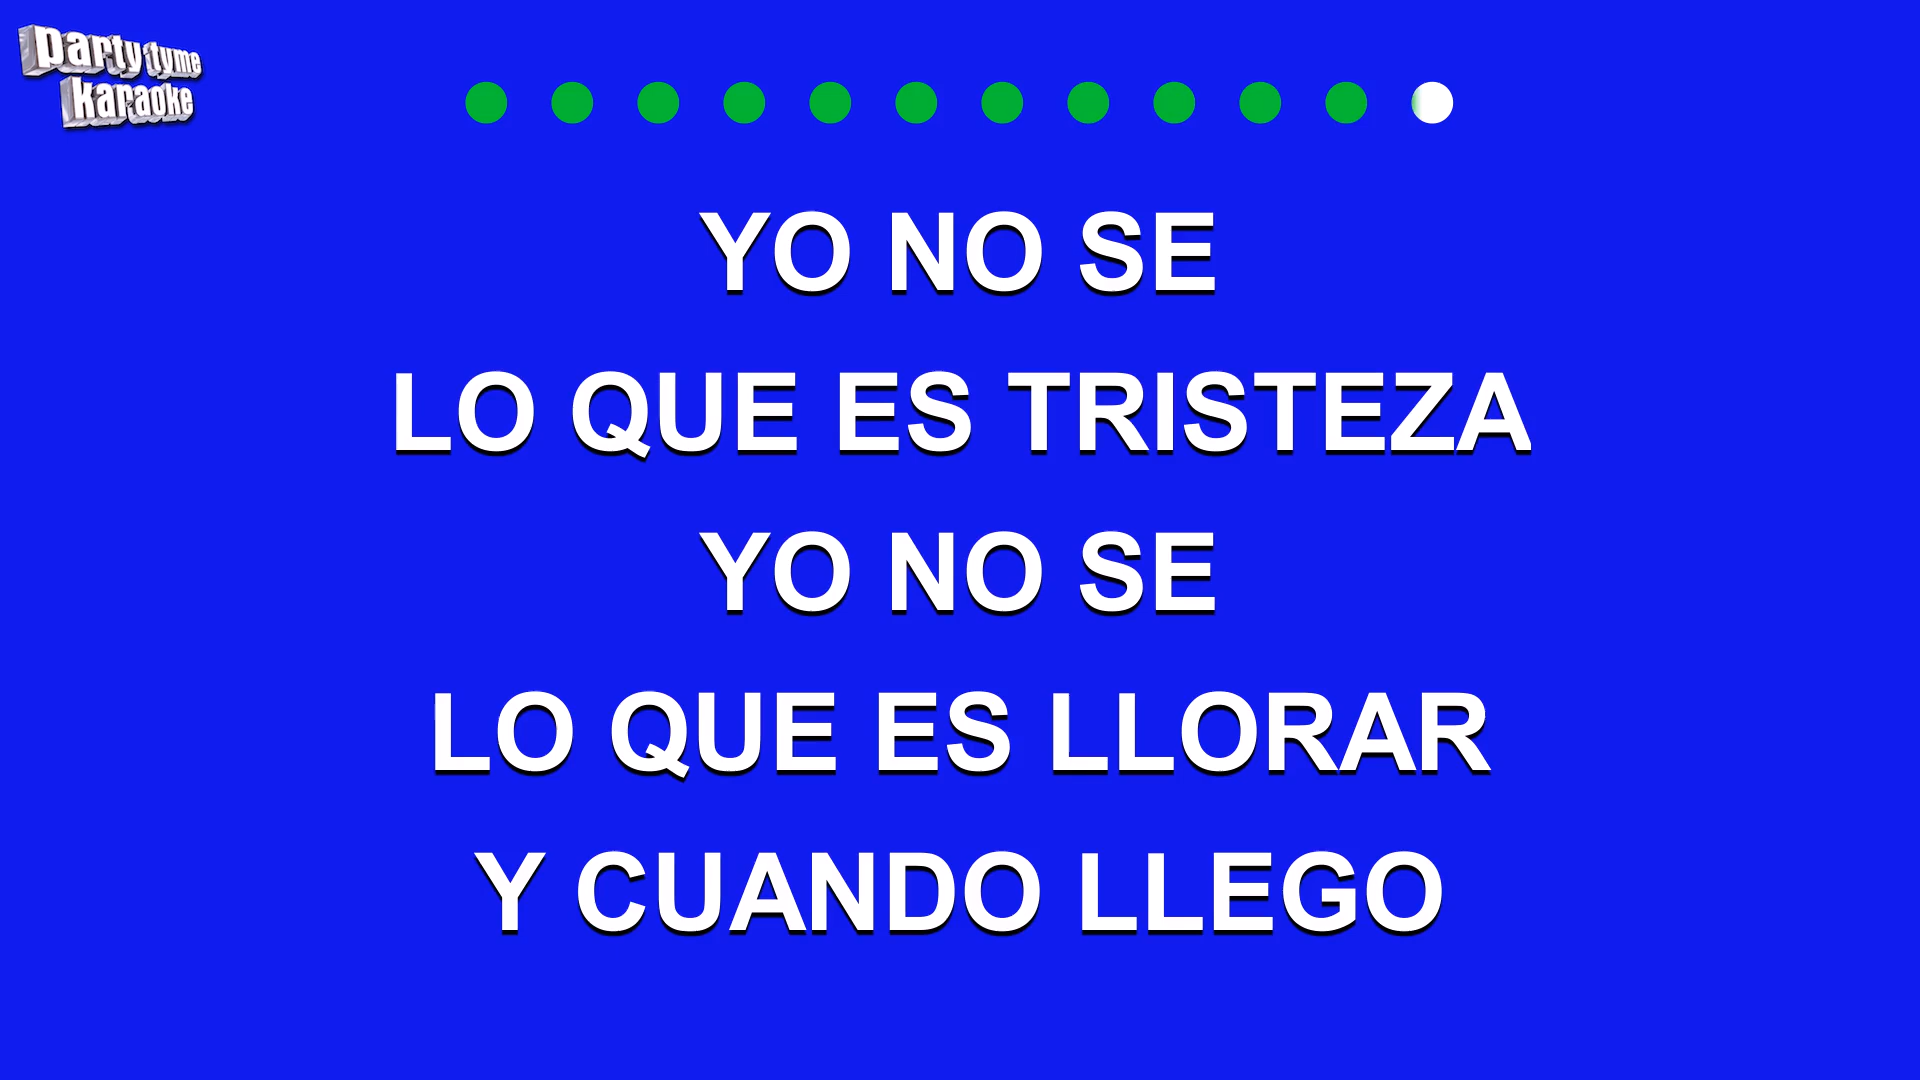 party tyme
karaoke
YO NO SE
LO QUE ES TRISTEZA
YO NO SE
LO QUE ES LLORAR
Y CUANDO LLEGO